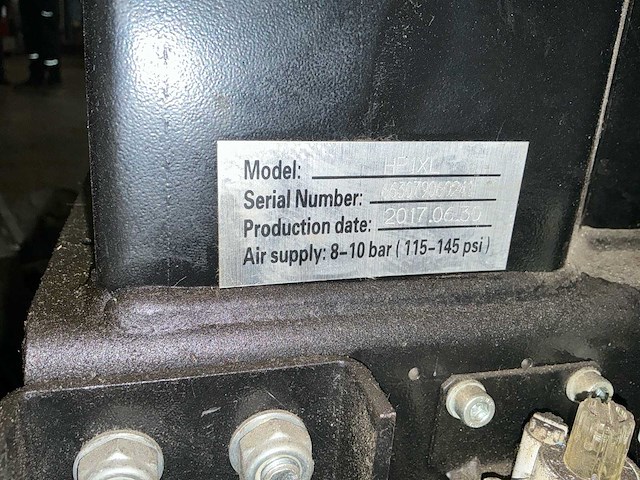 Model:
Serial Number:
Production date: 2017.06.30
Air supply: 8-10 bar (115-145 psi)